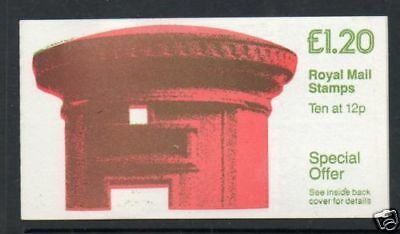 £1.20
Royal Mail
Stamps
Ten at 12p
Special
Offer
See inside back
cover for details